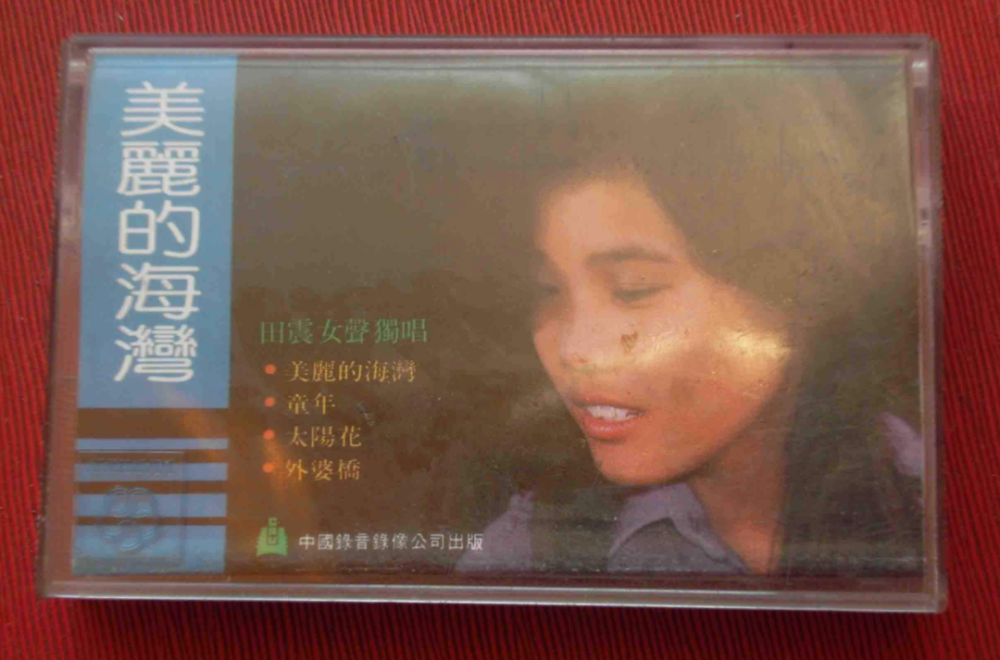 美麗的海灣
田震女聲獨唱
• 美麗的海灣
• 童年
• 太陽花
• 外婆橋
中國錄音錄像公司出版